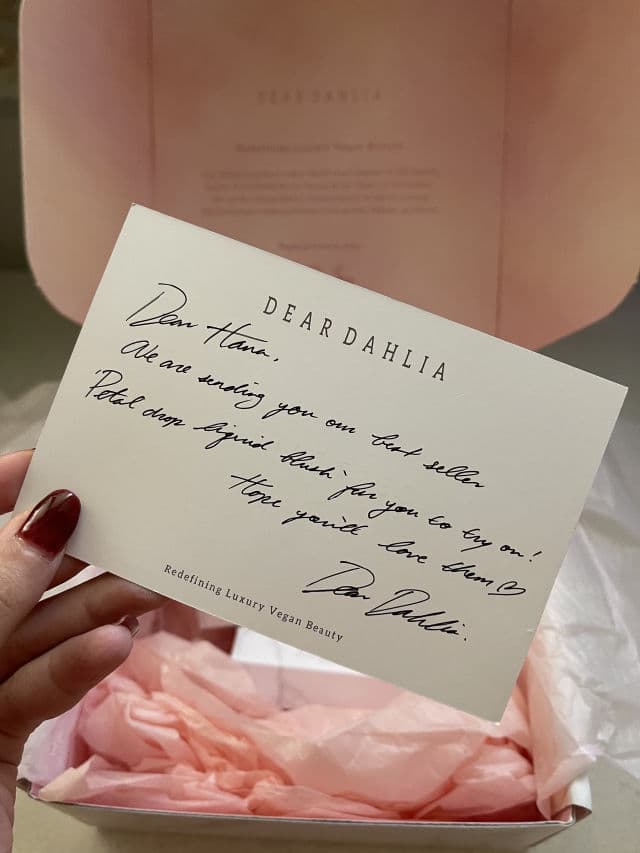 DEAR DAHLIA
DEAR DAHLIA
Dear Hana,
We are sending you our best seller
'Petal drop liquid blush' for you to try on!
Hope you'll love them ♡
Dear Dahlia.
Redefining Luxury Vegan Beauty